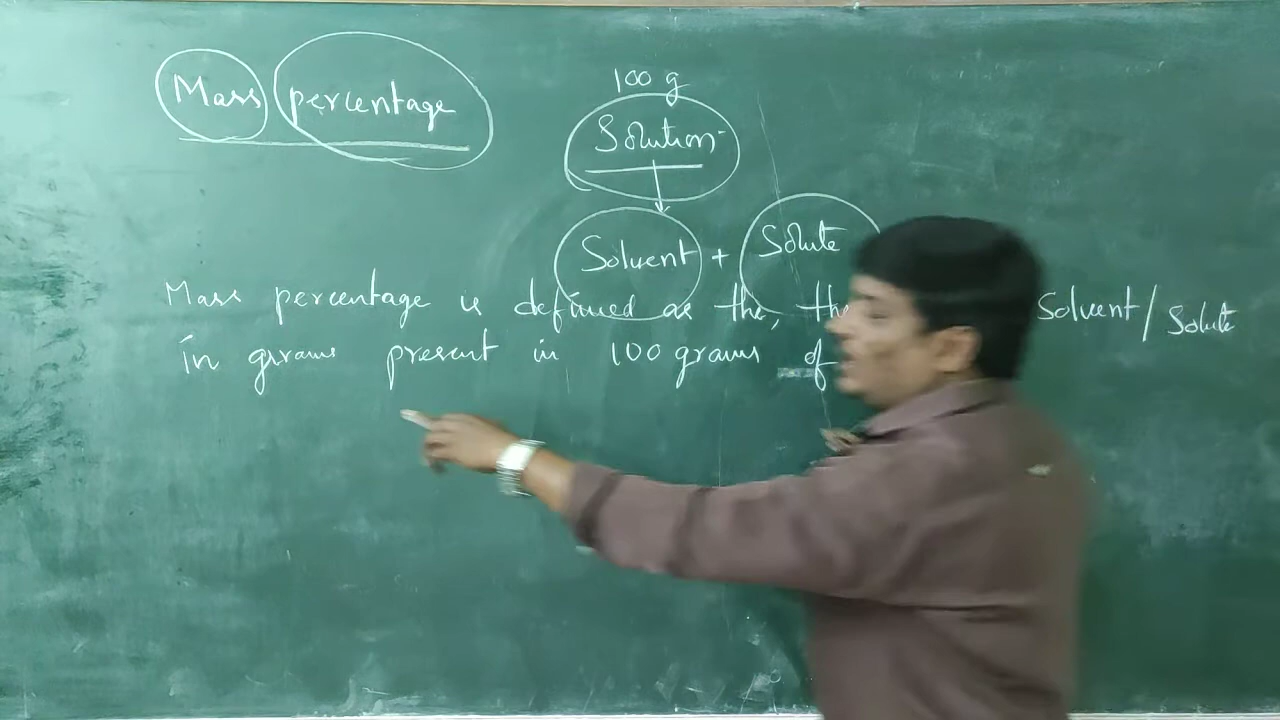 Mass percentage
100 g
Solution
Solvent + Solute
Mass percentage is defined as the, the Solvent / Solute
in grams present in 100 grams of